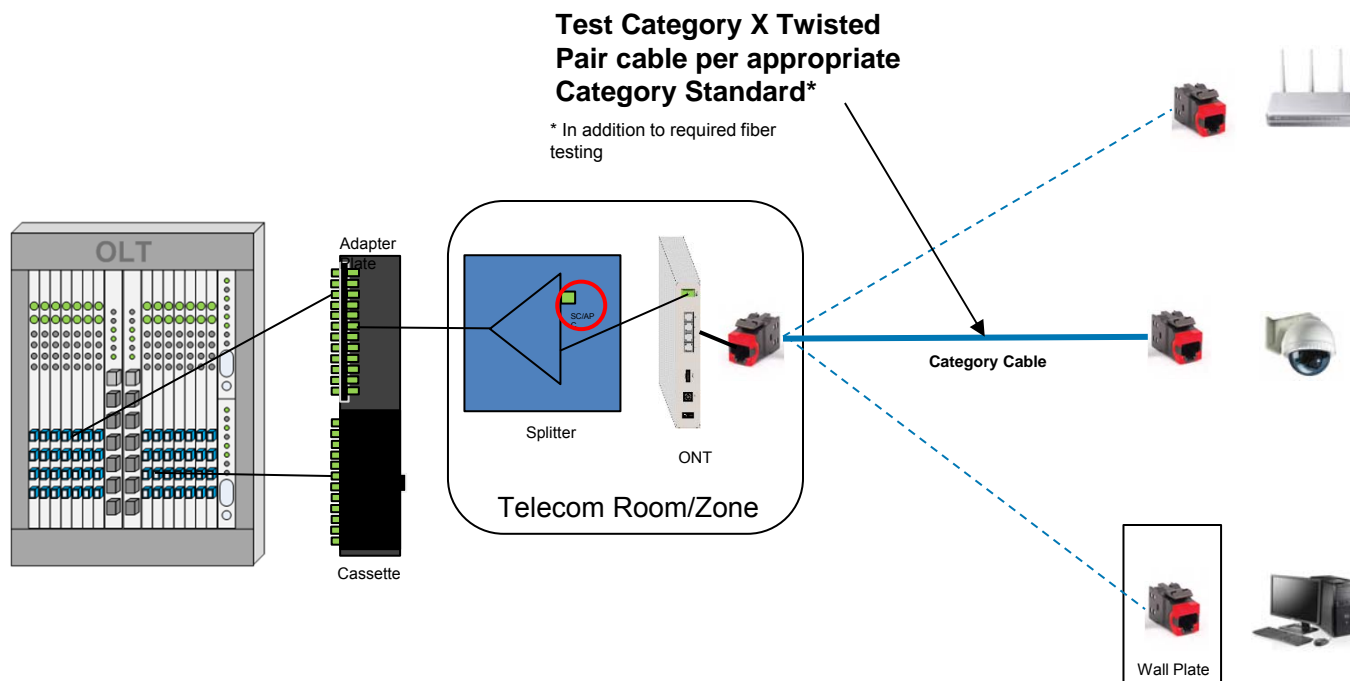 Test Category X Twisted
Pair cable per appropriate
Category Standard*
* In addition to required fiber
testing
OLT
Adapter
Plate
SC/AP
C
Category Cable
Splitter
ONT
Telecom Room/Zone
Cassette
Wall Plate